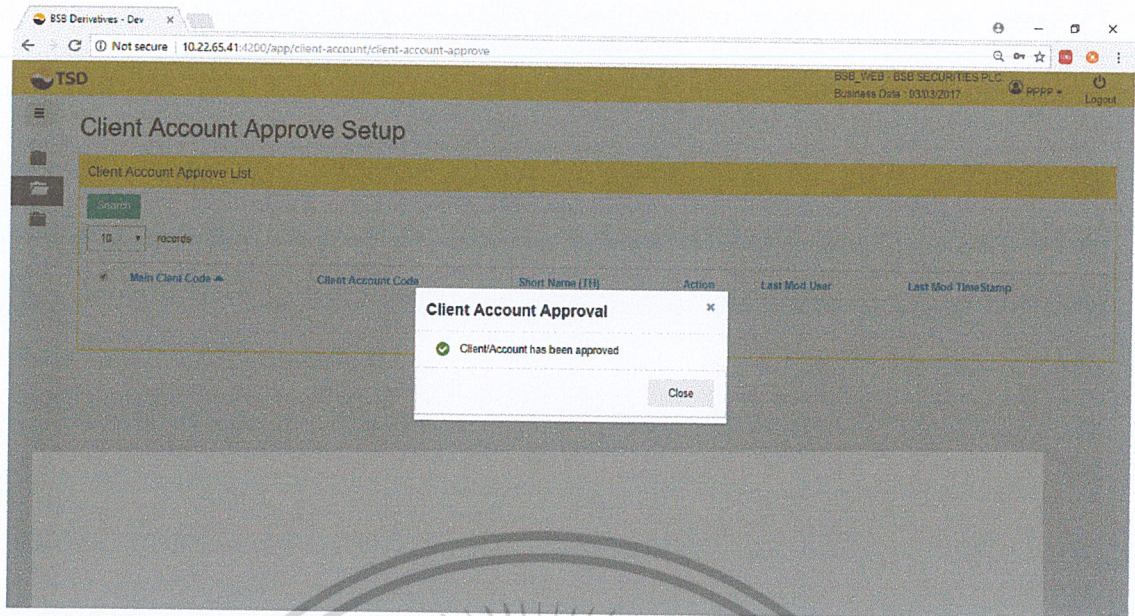 BSB Derivatives - Dev
Not secure | 10.22.65.41:4200/app/client-account/client-account-approve
TSD
BSB_WEB - BSB SECURITIES PLC
Business Date : 03/03/2017
PPPP
Logout
Client Account Approve Setup
Client Account Approve List
Search
10 records
Main Client Code Client Account Code Short Name (TH) Action Last Mod User Last Mod TimeStamp
Client Account Approval
Client/Account has been approved
Close